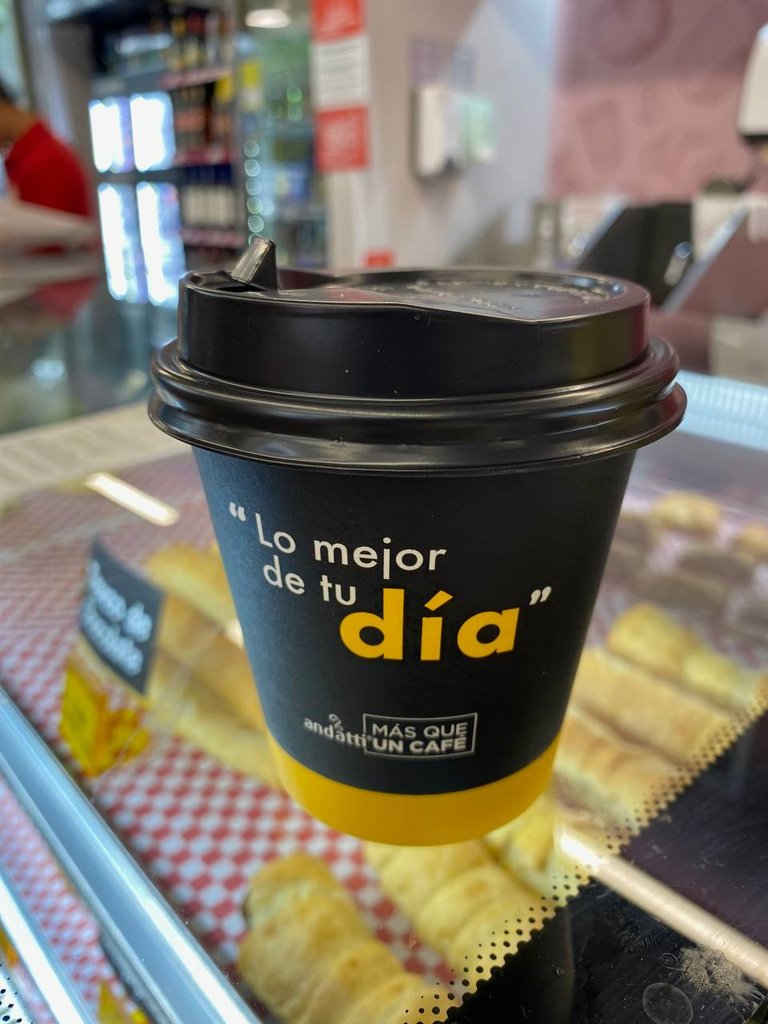 “Lo mejor
de tu
día”
andatti
MÁS QUE
UN CAFÉ